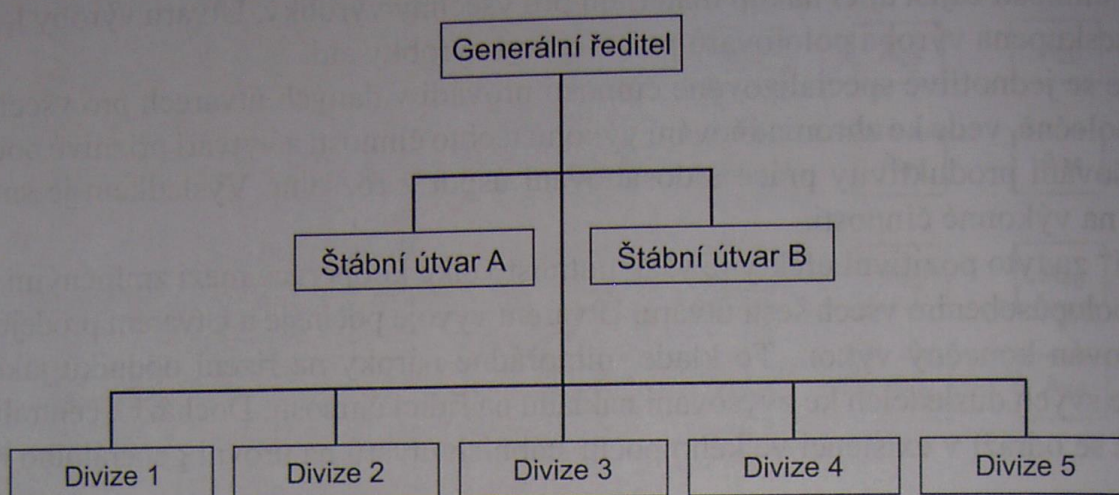 Generální ředitel
Štábní útvar A
Štábní útvar B
Divize 1
Divize 2
Divize 3
Divize 4
Divize 5